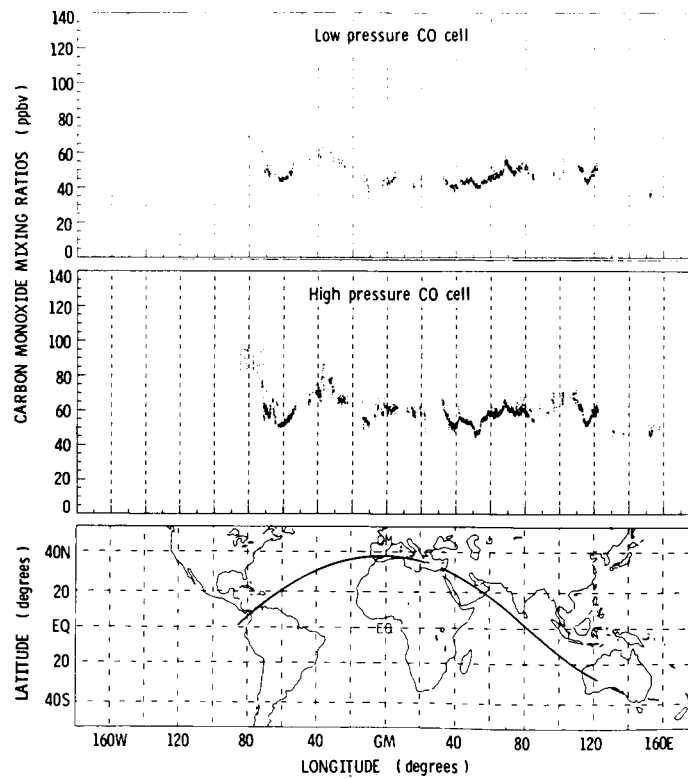 140
120
Low pressure CO cell
100
80
60
40
20
0
140
120
High pressure CO cell
100
80
60
40
20
0
CARBON MONOXIDE MIXING RATIOS (ppbv)
40N
20
EQ
20
40S
LATITUDE (degrees)
GM
EQ
160W 120 80 40 GM 40 80 120 160E
LONGITUDE (degrees)